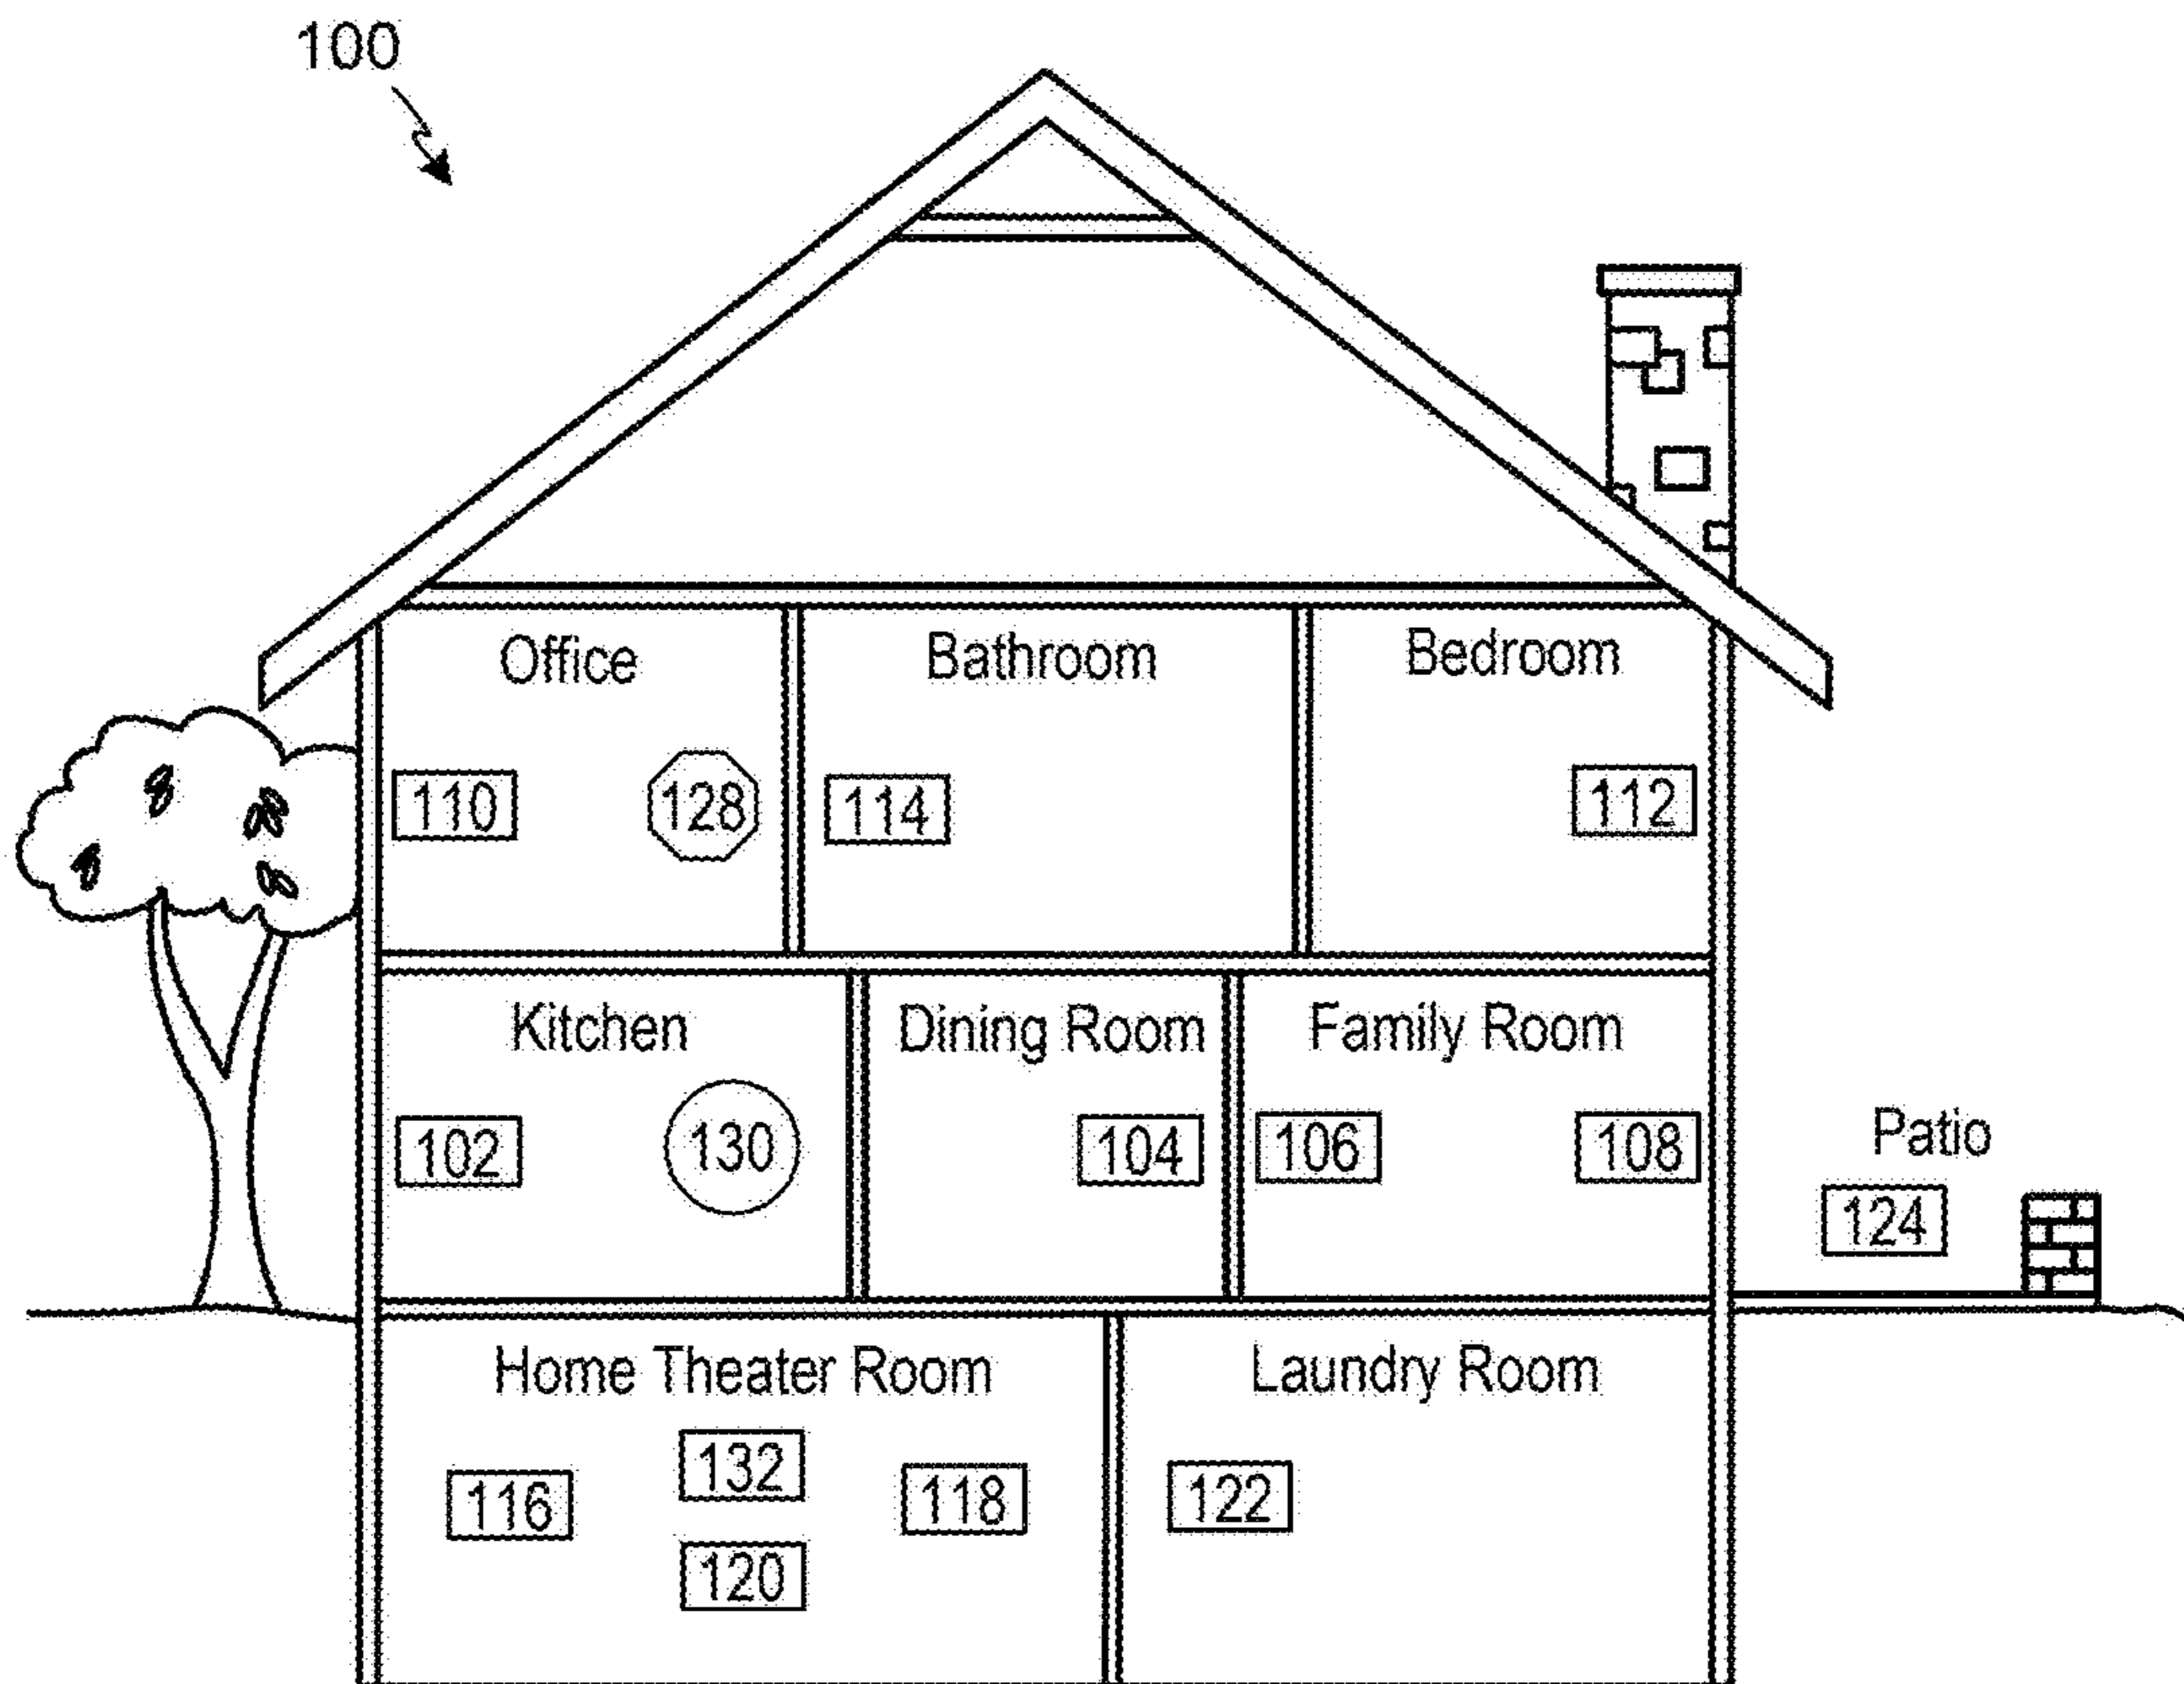 100
Office
Bathroom
Bedroom
110
128
114
112
Kitchen
Dining Room
Family Room
102
130
104
106
108
Patio
124
Home Theater Room
Laundry Room
132
116
118
122
120